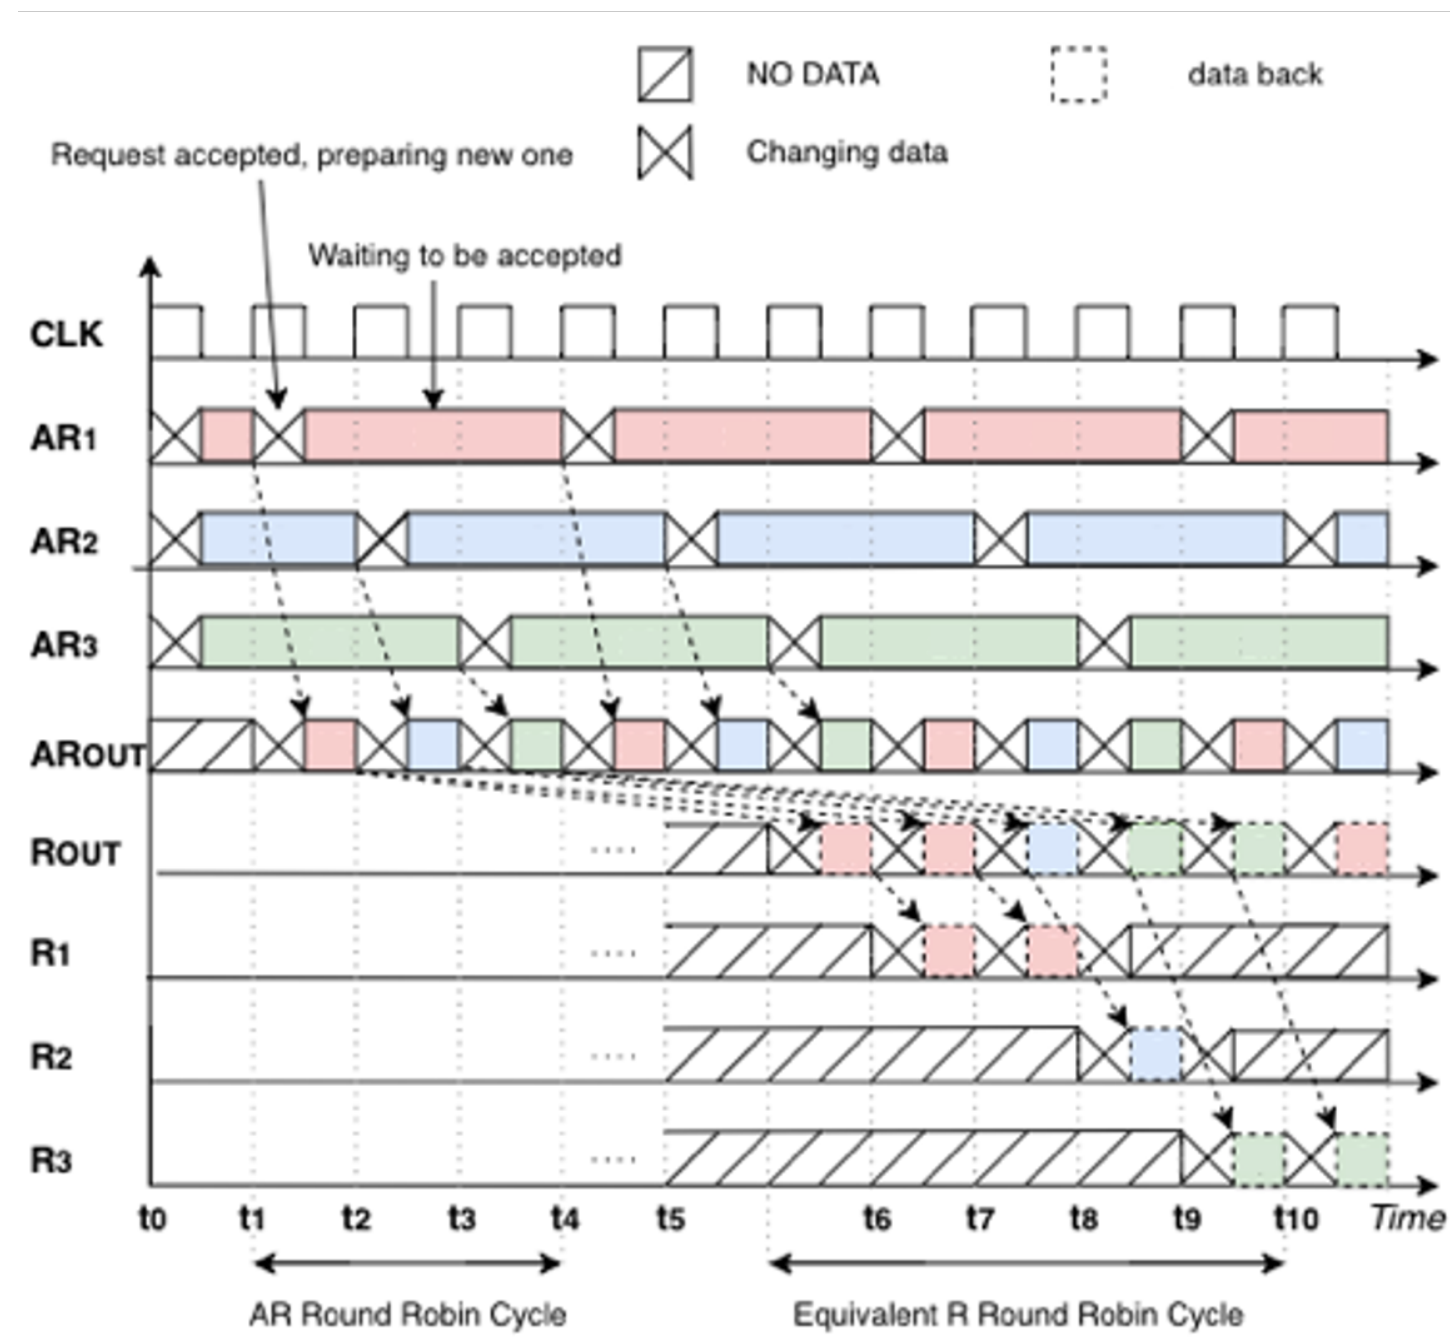 NO DATA
data back
Changing data
Request accepted, preparing new one
Waiting to be accepted
CLK
AR1
AR2
AR3
AROUT
ROUT
....
R1
....
R2
....
R3
....
t0 t1 t2 t3 t4 t5 t6 t7 t8 t9 t10 Time
AR Round Robin Cycle
Equivalent R Round Robin Cycle